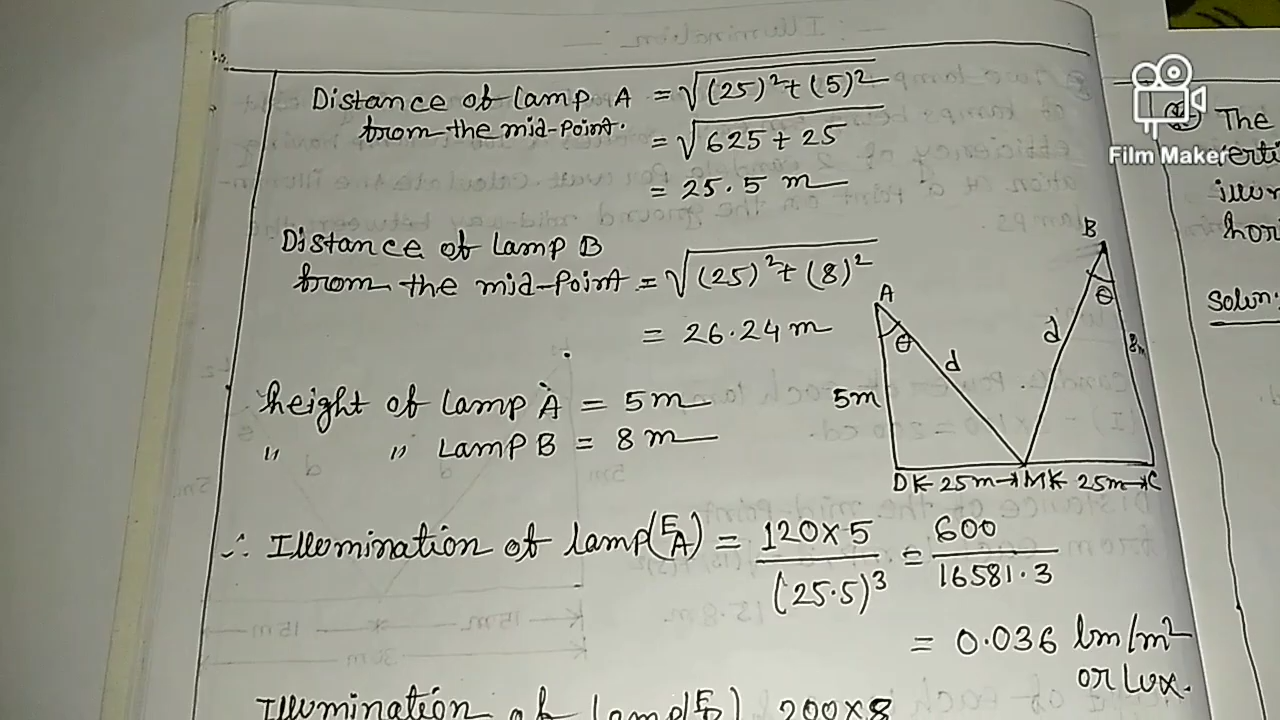 Distance of lamp A = √(25)²+(5)²
from the mid-point.
= √625+25
= 25.5 m
Distance of lamp B
from the mid-point = √(25)²+(8)²
= 26.24 m
height of lamp A = 5m
" " Lamp B = 8 m
A
θ
d
5m
B
θ
d
8m
D K 25m → M K 25m → C
∴ Illumination of lamp(EA) = 120×5/(25.5)³ = 600/16581.3
= 0.036 lm/m²
or lux.
Illumination of lamp
200×8
The
Film Maker
Soln: